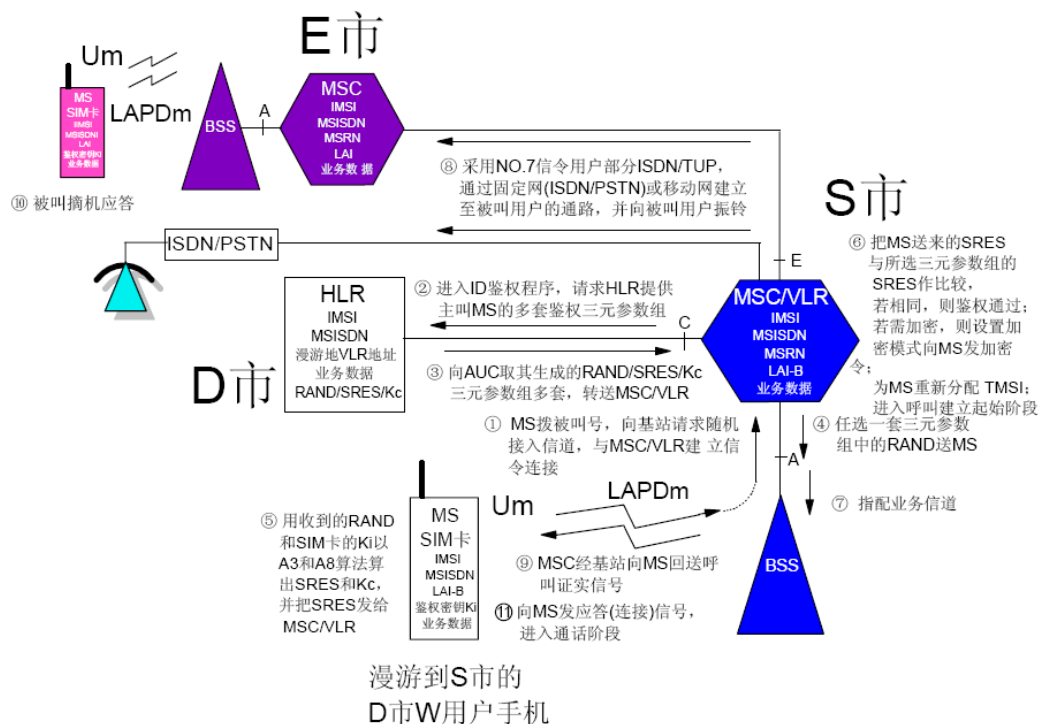 E市
Um
LAPDm
MS
SIM卡
IIMSI
MSISDNI
LAI
鉴权密钥Ki
业务数据
BSS
A
MSC
IMSI
MSISDN
MSRN
LAI
业务数 据
⑩ 被叫摘机应答
⑧ 采用NO.7信令用户部分ISDN/TUP，
通过固定网(ISDN/PSTN)或移动网建立
至被叫用户的通路，并向被叫用户振铃
S市
ISDN/PSTN
E
⑥ 把MS送来的SRES
与所选三元参数组的
SRES作比较，
若相同，则鉴权通过；
若需加密，则设置加
密模式向MS发加密
令；
为MS重新分配 TMSI；
进入呼叫建立起始阶段
HLR
IMSI
MSISDN
漫游地VLR地址
业务数据
RAND/SRES/Kc
D市
② 进入ID鉴权程序，请求HLR提供
主叫MS的多套鉴权三元参数组
C
MSC/VLR
IMSI
MSISDN
MSRN
LAI-B
业务数据
③ 向AUC取其生成的RAND/SRES/Kc
三元参数组多套，转送MSC/VLR
① MS拨被叫号，向基站请求随机
接入信道，与MSC/VLR建 立信
令连接
④ 任选一套三元参数
组中的RAND送MS
A
⑦ 指配业务信道
Um
LAPDm
⑤ 用收到的RAND
和SIM卡的Ki以
A3和A8算法算
出SRES和Kc，
并把SRES发给
MSC/VLR
MS
SIM卡
IMSI
MSISDN
LAI-B
鉴权密钥Ki
业务数据
⑨ MSC经基站向MS回送呼
叫证实信号
⑪ 向MS发应答(连接)信号，
进入通话阶段
BSS
漫游到S市的
D市W用户手机